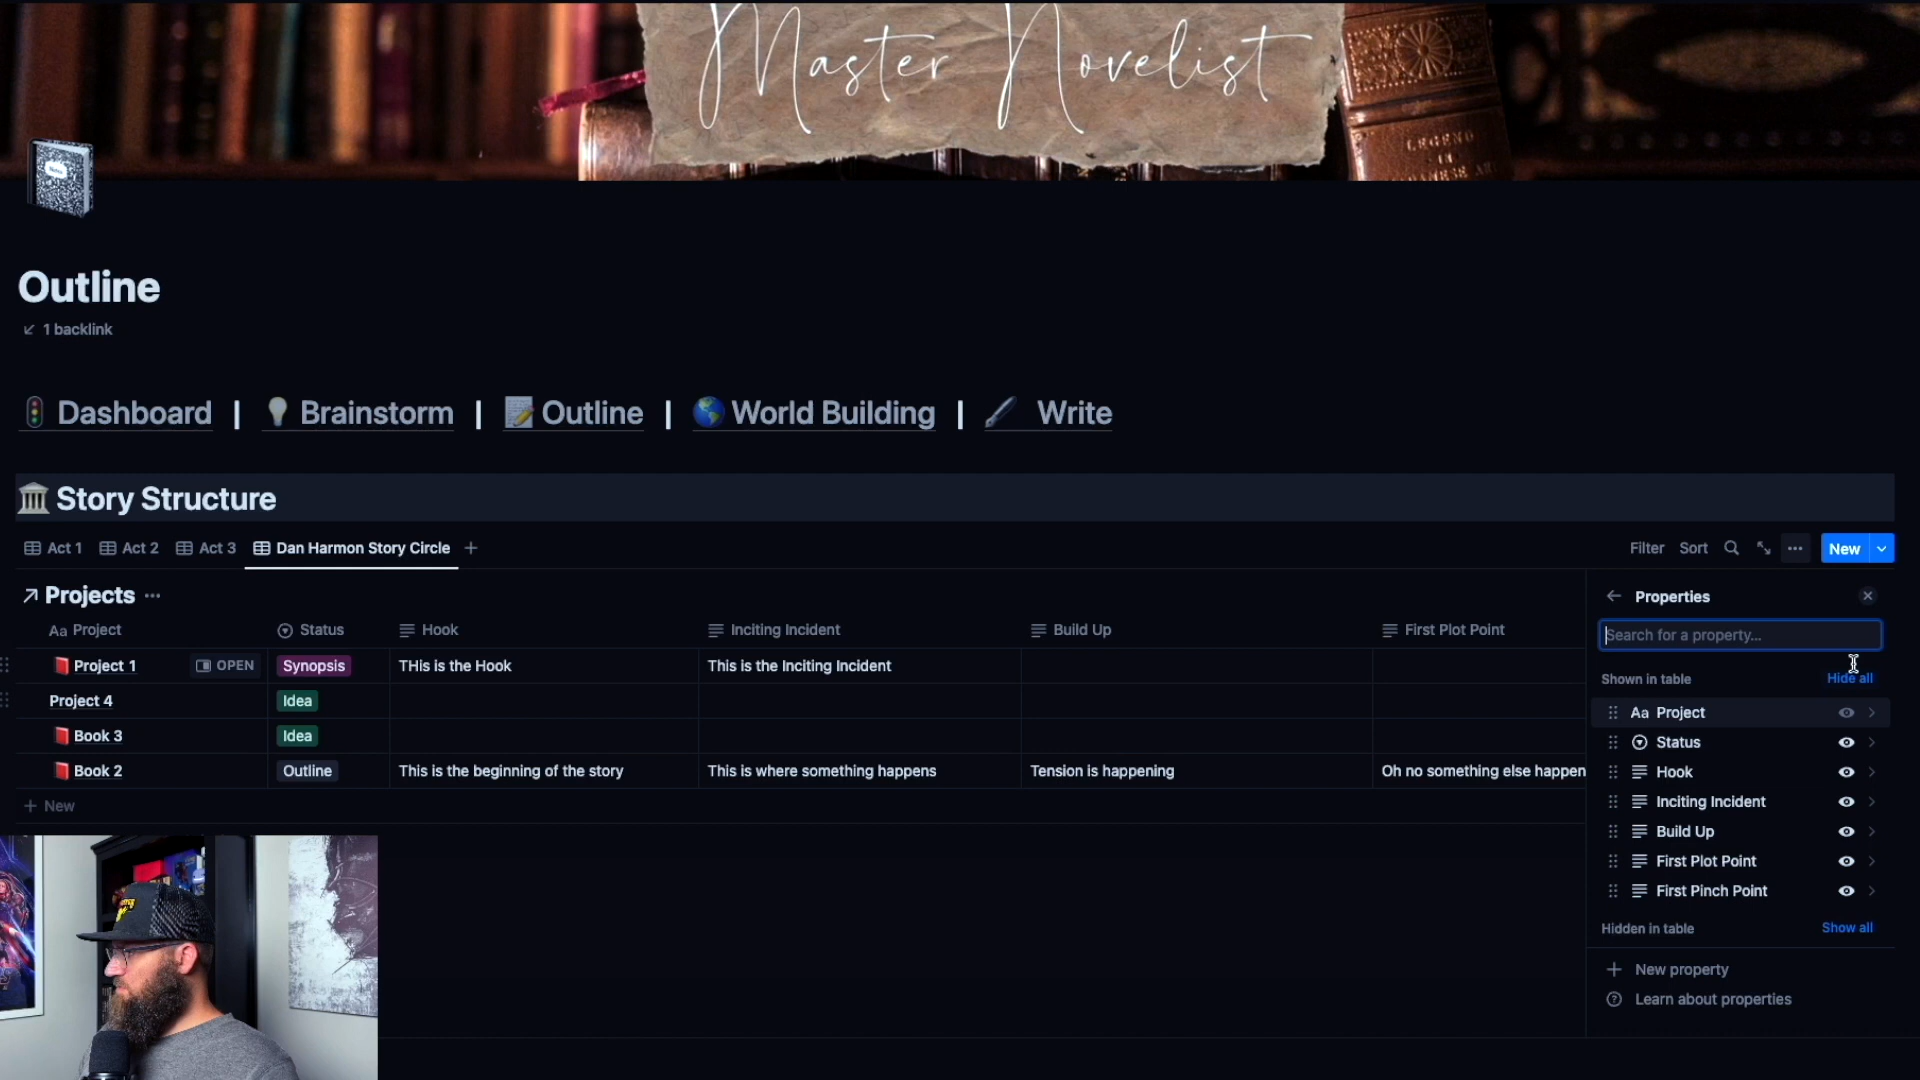 Master Novelist
LEGEND
IN
Outline
1 backlink
Dashboard | Brainstorm | Outline | World Building | Write
Story Structure
Act 1 Act 2 Act 3 Dan Harmon Story Circle
Filter Sort New
Projects
Properties
Search for a property...
Aa Project Status Hook Inciting Incident Build Up First Plot Point
Project 1 OPEN Synopsis THis is the Hook This is the Inciting Incident
Project 4 Idea
Book 3 Idea
Book 2 Outline This is the beginning of the story This is where something happens Tension is happening Oh no something else happen
+ New
Shown in table Hide all
Aa Project
Status
Hook
Inciting Incident
Build Up
First Plot Point
First Pinch Point
Hidden in table Show all
New property
Learn about properties